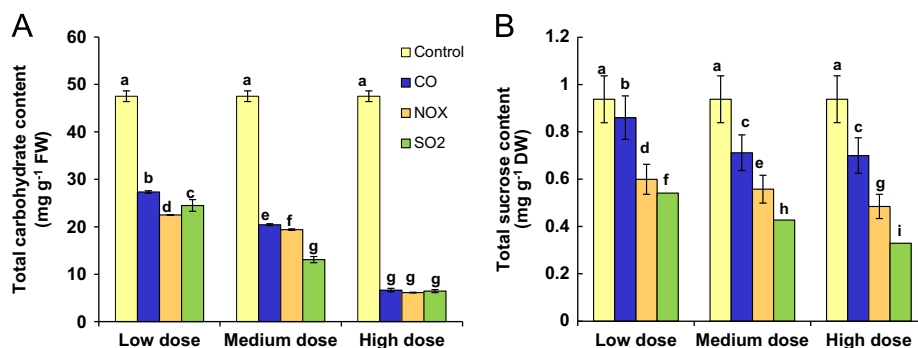 A
Total carbohydrate content
(mg g-1 FW)
60
50
40
30
20
10
0
a
b
d
c
a
e
f
g
a
g
g
g
Control
CO
NOX
SO2
Low dose
Medium dose
High dose
B
Total sucrose content
(mg g-1 DW)
1.2
1
0.8
0.6
0.4
0.2
0
a
b
d
f
a
c
e
h
a
c
g
i
Low dose
Medium dose
High dose